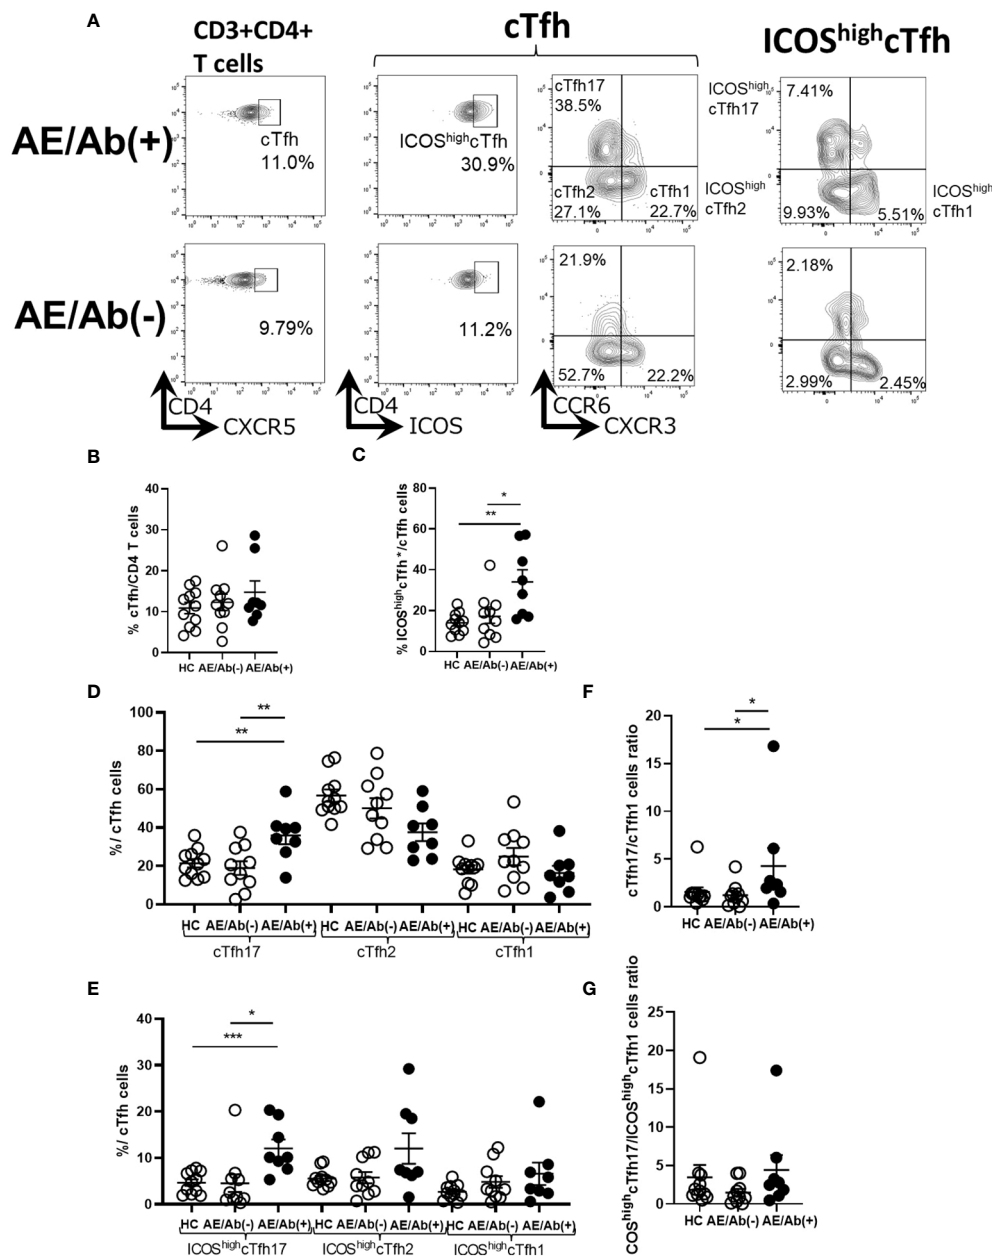 A
CD3+CD4+
T cells
cTfh
ICOShighcTfh
AE/Ab(+)
cTfh
11.0%
ICOShighcTfh
30.9%
cTfh17
38.5%
cTfh2
27.1%
cTfh1
22.7%
ICOShigh
cTfh17
7.41%
ICOShigh
cTfh2
9.93%
5.51%
ICOShigh
cTfh1
AE/Ab(-)
9.79%
11.2%
21.9%
52.7%
22.2%
2.18%
2.99%
2.45%
CD4
CXCR5
CD4
ICOS
CCR6
CXCR3
B
% cTfh/CD4 T cells
40
30
20
10
0
HC AE/Ab(-) AE/Ab(+)
C
% ICOShighcTfh +/cTfh cells
80
60
40
20
0
*
**
HC AE/Ab(-) AE/Ab(+)
D
%/ cTfh cells
100
80
60
40
20
0
**
**
HC AE/Ab(-) AE/Ab(+) HC AE/Ab(-) AE/Ab(+) HC AE/Ab(-) AE/Ab(+)
cTfh17 cTfh2 cTfh1
F
cTfh17/cTfh1 cells ratio
20
15
10
5
0
*
*
HC AE/Ab(-) AE/Ab(+)
E
%/ cTfh cells
40
30
20
10
0
*
***
HC AE/Ab(-) AE/Ab(+) HC AE/Ab(-) AE/Ab(+) HC AE/Ab(-) AE/Ab(+)
ICOShighcTfh17 ICOShighcTfh2 ICOShighcTfh1
G
COShighcTfh17/ICOShighcTfh1 cells ratio
25
20
15
10
5
0
HC AE/Ab(-) AE/Ab(+)